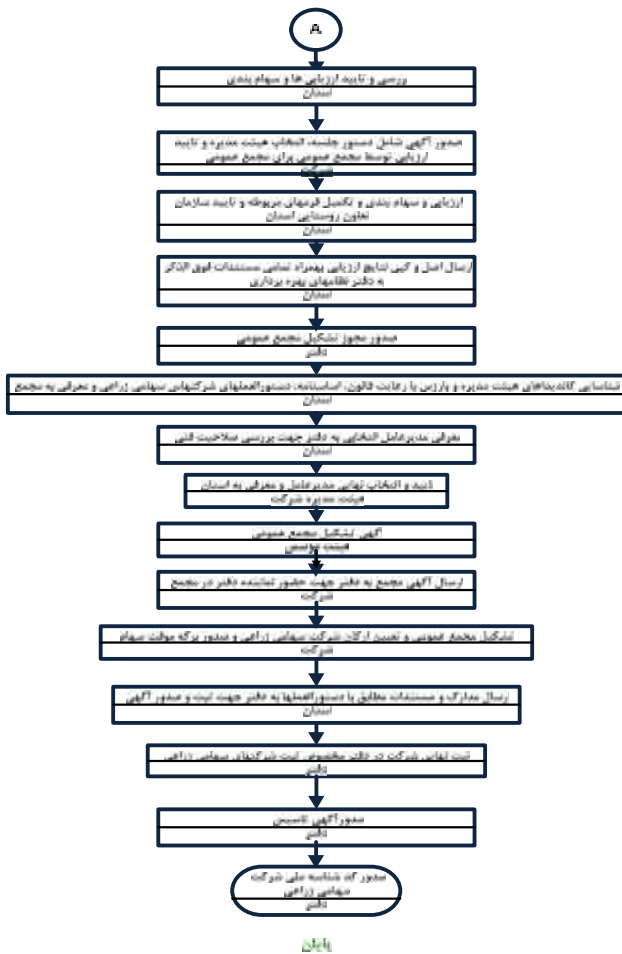 A
بررسی و تایید ارزیابی ها و سهام بندی
استان
صدور آگهی شامل دستور جلسه، انتخاب هیئت مدیره و تایید
ارزیابی توسط مجمع عمومی برای مجمع عمومی
شرکت
ارزیابی و سهام بندی و تکمیل فرمهای مربوطه و تایید سازمان
تعاون روستایی استان
استان
ارسال اصل و کپی نتایج ارزیابی بهمراه تمامی مستندات فوق الذکر
به دفتر نظامهای بهره برداری
استان
صدور مجوز تشکیل مجمع عمومی
دفتر
شناسایی کاندیداهای هیئت مدیره و بازرس با رعایت قانون، اساسنامه، دستورالعملهای شرکتهای سهامی زراعی و معرفی به مجمع
استان
معرفی مدیرعامل انتخابی به دفتر جهت بررسی صلاحیت فنی
استان
تایید و انتخاب نهایی مدیرعامل و معرفی به استان
هیئت مدیره شرکت
آگهی تشکیل مجمع عمومی
هیئت موسس
ارسال آگهی مجمع به دفتر جهت حضور نماینده دفتر در مجمع
شرکت
تشکیل مجمع عمومی و تعیین ارکان شرکت سهامی زراعی و صدور برگه موقت سهام
شرکت
ارسال مدارک و مستندات مطابق با دستورالعملها به دفتر جهت ثبت و صدور آگهی
استان
ثبت نهایی شرکت در دفتر مخصوص ثبت شرکتهای سهامی زراعی
دفتر
صدور آگهی تاسیس
دفتر
صدور کد شناسه ملی شرکت
سهامی زراعی
دفتر
پایان